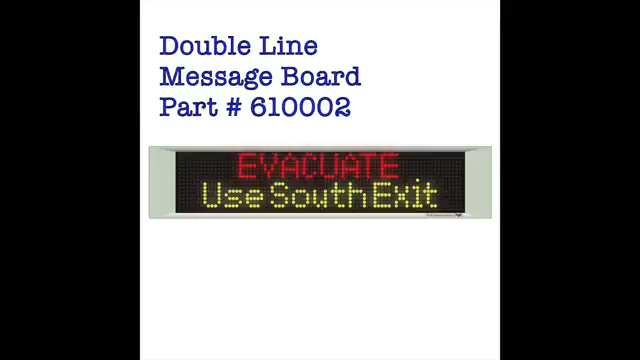 Double Line
Message Board
Part # 610002
EVACUATE
Use South Exit